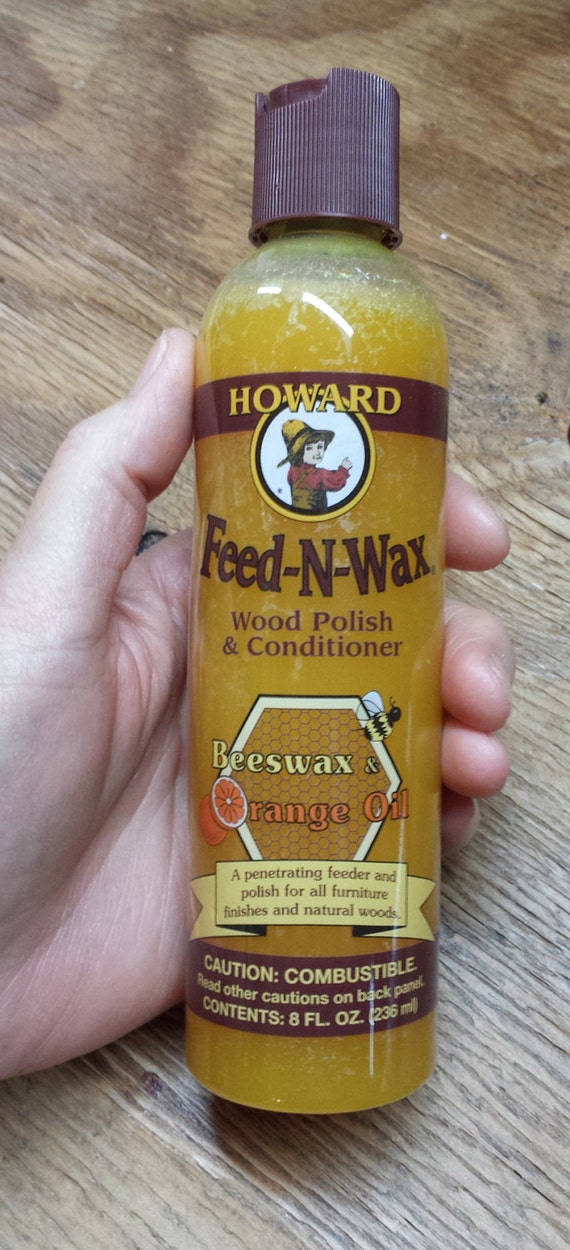 HOWARD
®
Feed-N-Wax®
Wood Polish
& Conditioner
Beeswax &
Orange Oil
A penetrating feeder and
polish for all furniture
finishes and natural woods.
CAUTION: COMBUSTIBLE.
Read other cautions on back panel.
CONTENTS: 8 FL. OZ. (236 ml)